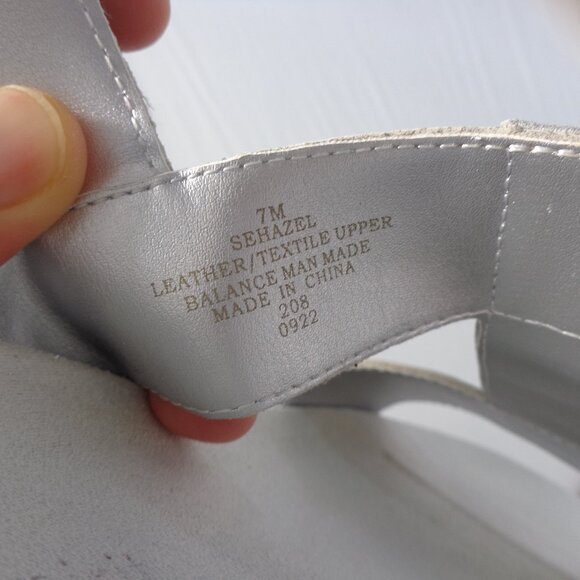 7M
SEHAZEL
LEATHER/TEXTILE UPPER
BALANCE MAN MADE
MADE IN CHINA
208
0922